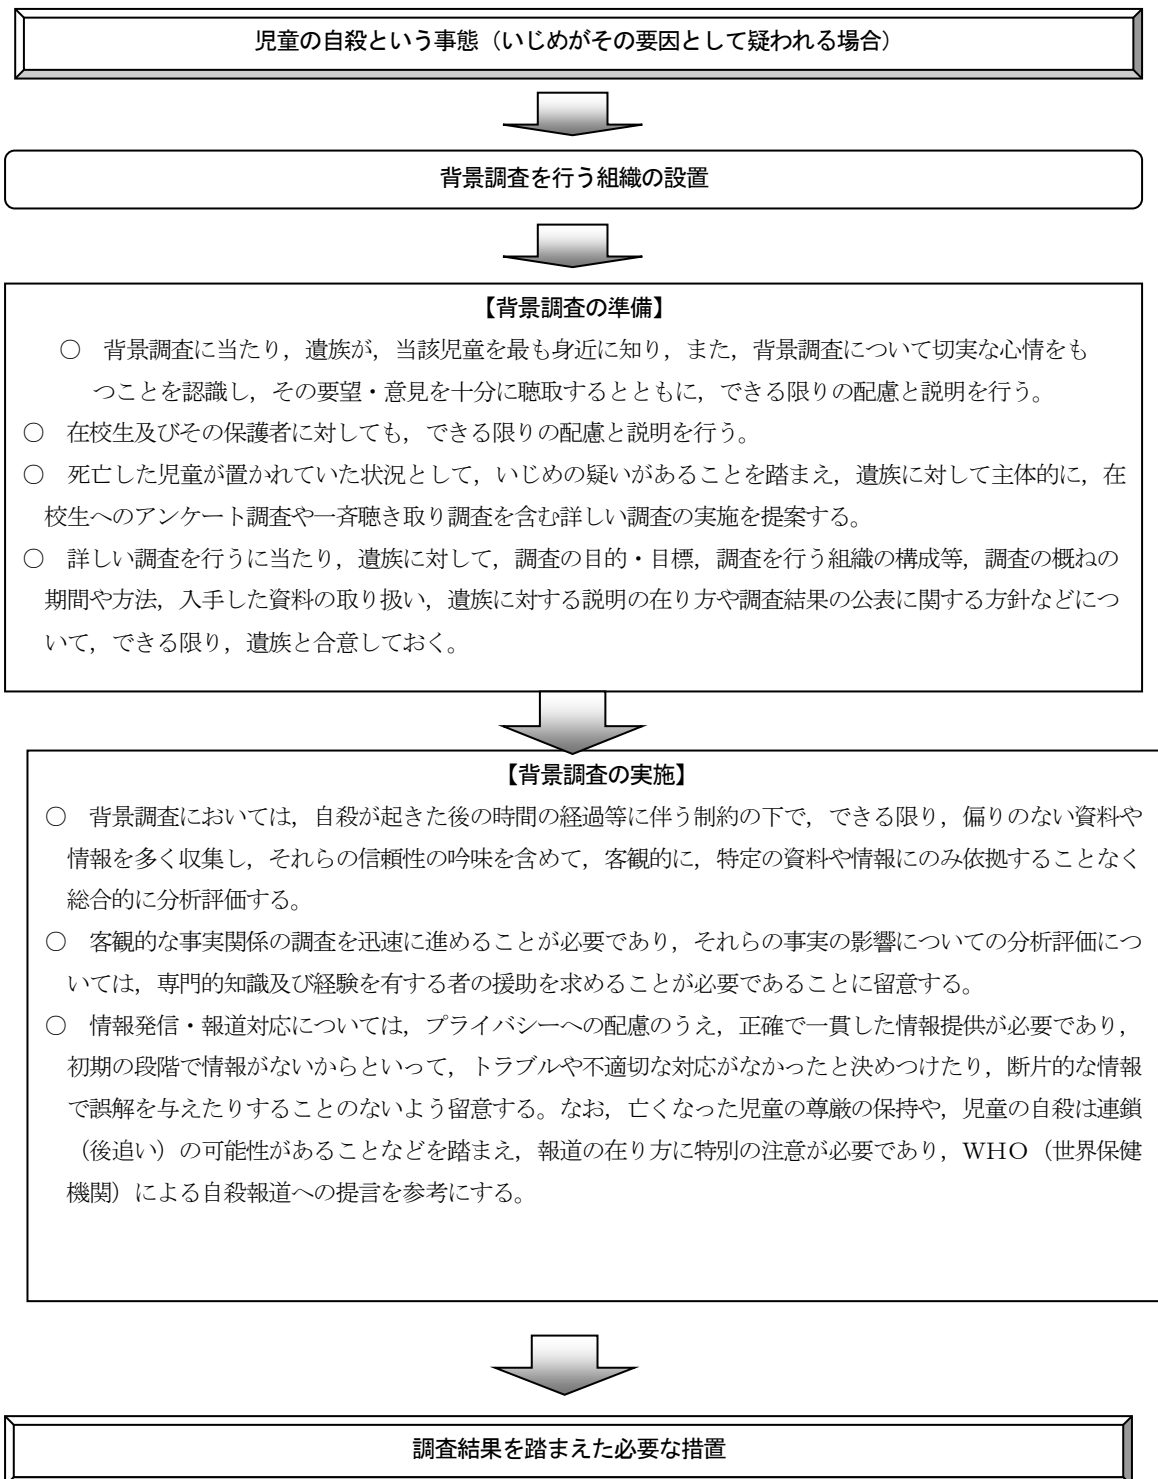 児童の自殺という事態（いじめがその要因として疑われる場合）
背景調査を行う組織の設置
【背景調査の準備】
○　背景調査に当たり，遺族が，当該児童を最も身近に知り，また，背景調査について切実な心情をも
つことを認識し，その要望・意見を十分に聴取するとともに，できる限りの配慮と説明を行う。
○　在校生及びその保護者に対しても，できる限りの配慮と説明を行う。
○　死亡した児童が置かれていた状況として，いじめの疑いがあることを踏まえ，遺族に対して主体的に，在
校生へのアンケート調査や一斉聴き取り調査を含む詳しい調査の実施を提案する。
○　詳しい調査を行うに当たり，遺族に対して，調査の目的・目標，調査を行う組織の構成等，調査の概ねの
期間や方法，入手した資料の取り扱い，遺族に対する説明の在り方や調査結果の公表に関する方針などにつ
いて，できる限り，遺族と合意しておく。
【背景調査の実施】
○　背景調査においては，自殺が起きた後の時間の経過等に伴う制約の下で，できる限り，偏りのない資料や
情報を多く収集し，それらの信頼性の吟味を含めて，客観的に，特定の資料や情報にのみ依拠することなく
総合的に分析評価する。
○　客観的な事実関係の調査を迅速に進めることが必要であり，それらの事実の影響についての分析評価につ
いては，専門的知識及び経験を有する者の援助を求めることが必要であることに留意する。
○　情報発信・報道対応については，プライバシーへの配慮のうえ，正確で一貫した情報提供が必要であり，
初期の段階で情報がないからといって，トラブルや不適切な対応がなかったと決めつけたり，断片的な情報
で誤解を与えたりすることのないよう留意する。なお，亡くなった児童の尊厳の保持や，児童の自殺は連鎖
（後追い）の可能性があることなどを踏まえ，報道の在り方に特別の注意が必要であり，ＷＨＯ（世界保健
機関）による自殺報道への提言を参考にする。
調査結果を踏まえた必要な措置